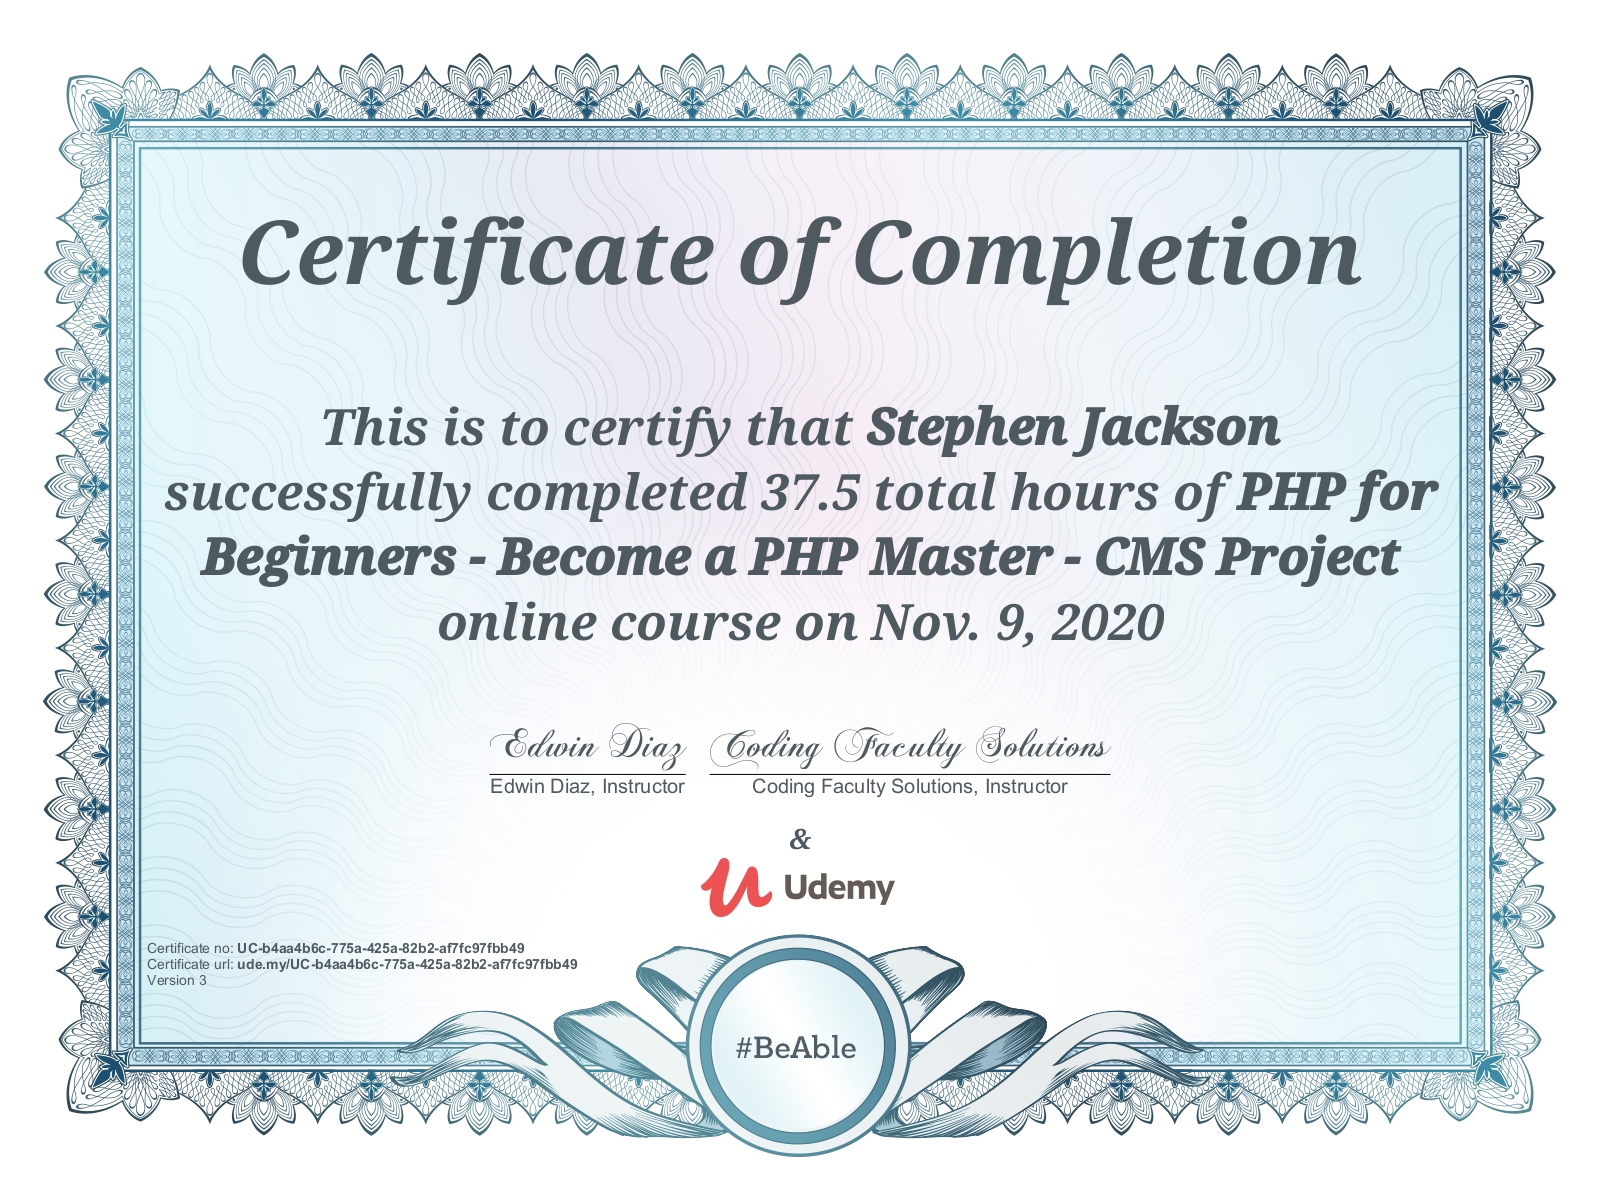 Certificate of Completion
This is to certify that Stephen Jackson
successfully completed 37.5 total hours of PHP for
Beginners - Become a PHP Master - CMS Project
online course on Nov. 9, 2020
Edwin Diaz Coding Faculty Solutions
Edwin Diaz, Instructor Coding Faculty Solutions, Instructor
&
Udemy
Certificate no: UC-b4aa4b6c-775a-425a-82b2-af7fc97fbb49
Certificate url: ude.my/UC-b4aa4b6c-775a-425a-82b2-af7fc97fbb49
Version 3
#BeAble